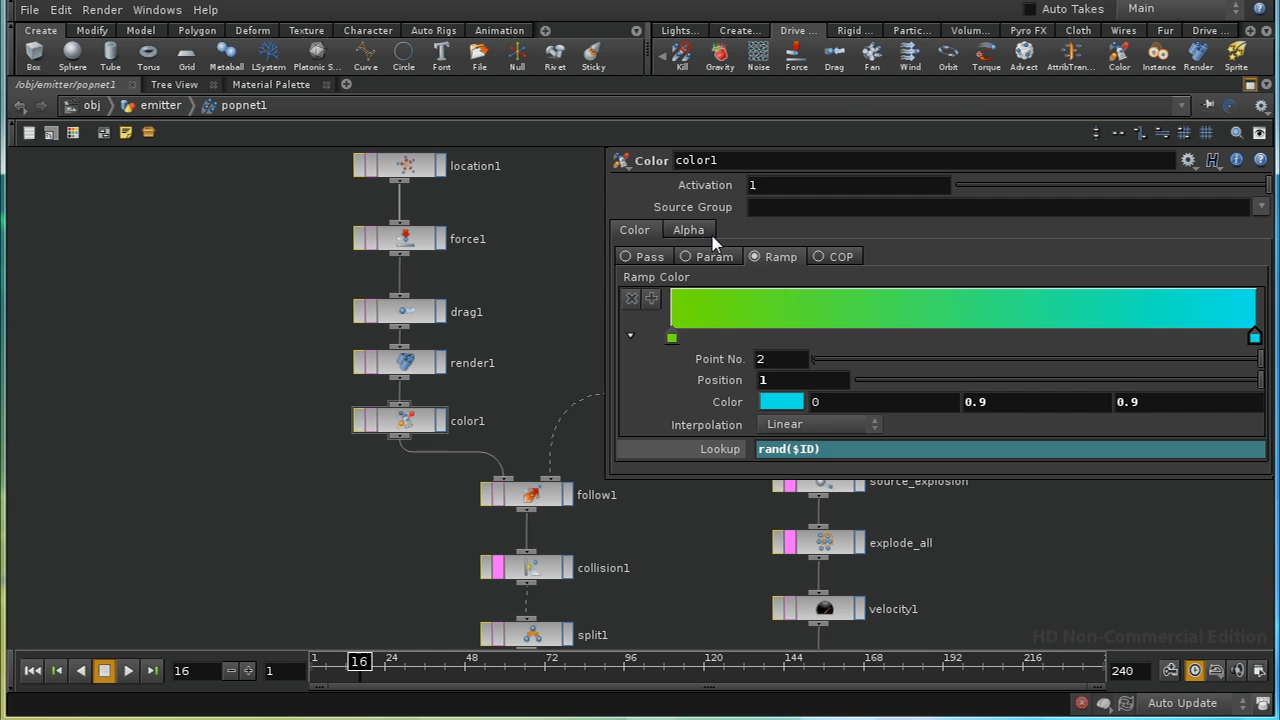 File Edit Render Windows Help Auto Takes Main
Create Modify Model Polygon Deform Texture Character Auto Rigs Animation Lights... Create... Drive ... Rigid ... Partic... Volum... Pyro FX Cloth Wires Fur Drive ...
Box Sphere Tube Torus Grid Metaball LSystem Platonic S... Curve Circle Font File Null Rivet Sticky Kill Gravity Noise Force Drag Fan Wind Orbit Torque Advect AttribTran... Color Instance Render Sprite
/obj/emitter/popnet1 Tree View Material Palette
obj emitter popnet1
location1
force1
drag1
render1
color1
follow1
collision1
split1
Color color1
Activation 1
Source Group
Color Alpha
Pass Param Ramp COP
Ramp Color
Point No. 2
Position 1
Color 0 0.9 0.9
Interpolation Linear
Lookup rand($ID)
source_explosion
explode_all
velocity1
HD Non-Commercial Edition
16 1 1 16 24 48 72 96 120 144 168 192 216 240
Auto Update